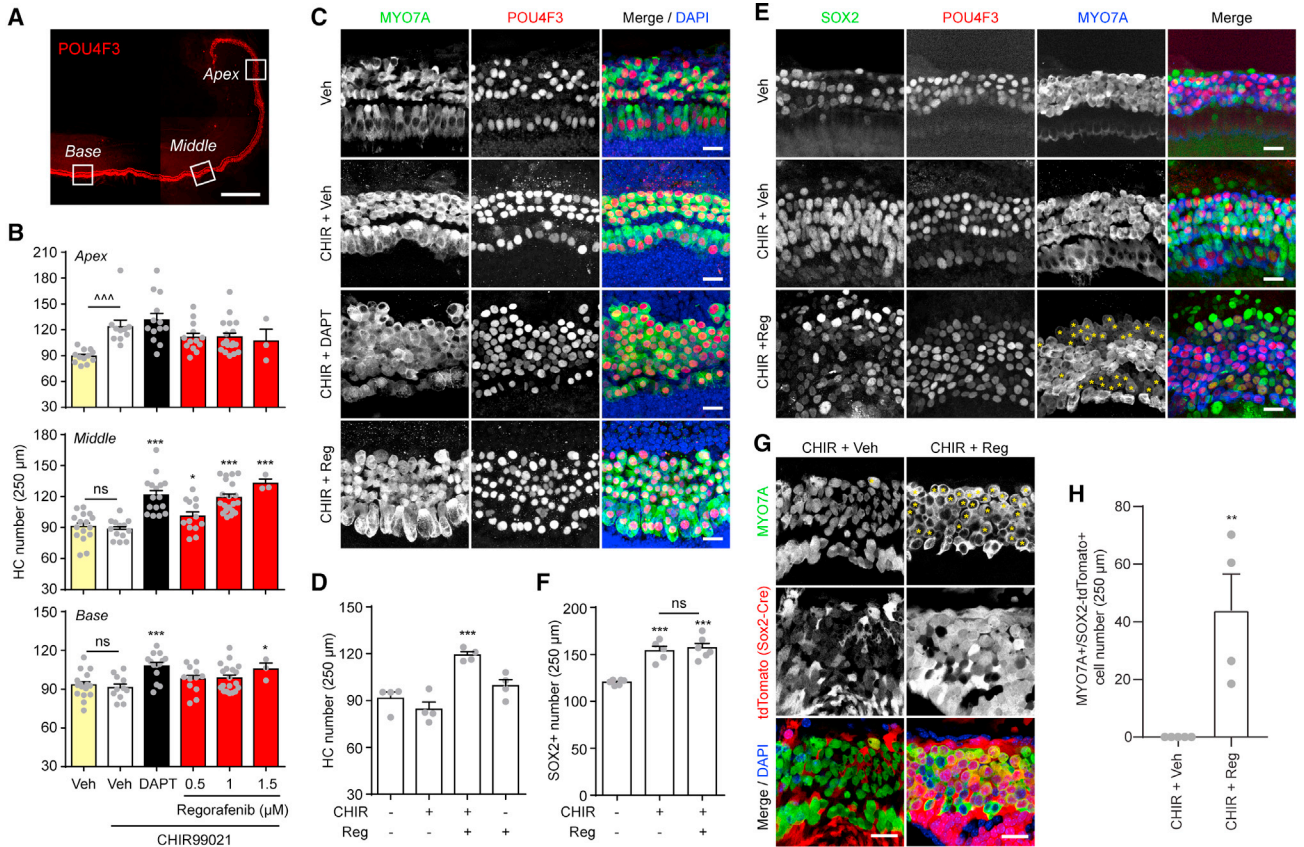 A
POU4F3
Apex
Base
Middle
B
Apex
210
180
150
120
90
60
30
^^^
Middle
210
180
150
120
90
60
30
ns
***
*
***
***
Base
150
120
90
60
30
ns
***
*
HC number (250 µm)
Veh Veh DAPT 0.5 1 1.5
Regorafenib (µM)
CHIR99021
C
MYO7A POU4F3 Merge / DAPI
Veh
CHIR + Veh
CHIR + DAPT
CHIR + Reg
D
HC number (250 µm)
150
120
90
60
30
***
CHIR - + + -
Reg - - + +
E
SOX2 POU4F3 MYO7A Merge
Veh
CHIR + Veh
CHIR +Reg
F
SOX2+ number (250 µm)
200
150
100
50
0
ns
*** ***
CHIR - + +
Reg - - +
G
CHIR + Veh CHIR + Reg
MYO7A
tdTomato (Sox2-Cre)
Merge / DAPI
H
MYO7A+/SOX2-tdTomato+
cell number (250 µm)
80
60
40
20
0
**
CHIR + Veh
CHIR + Reg